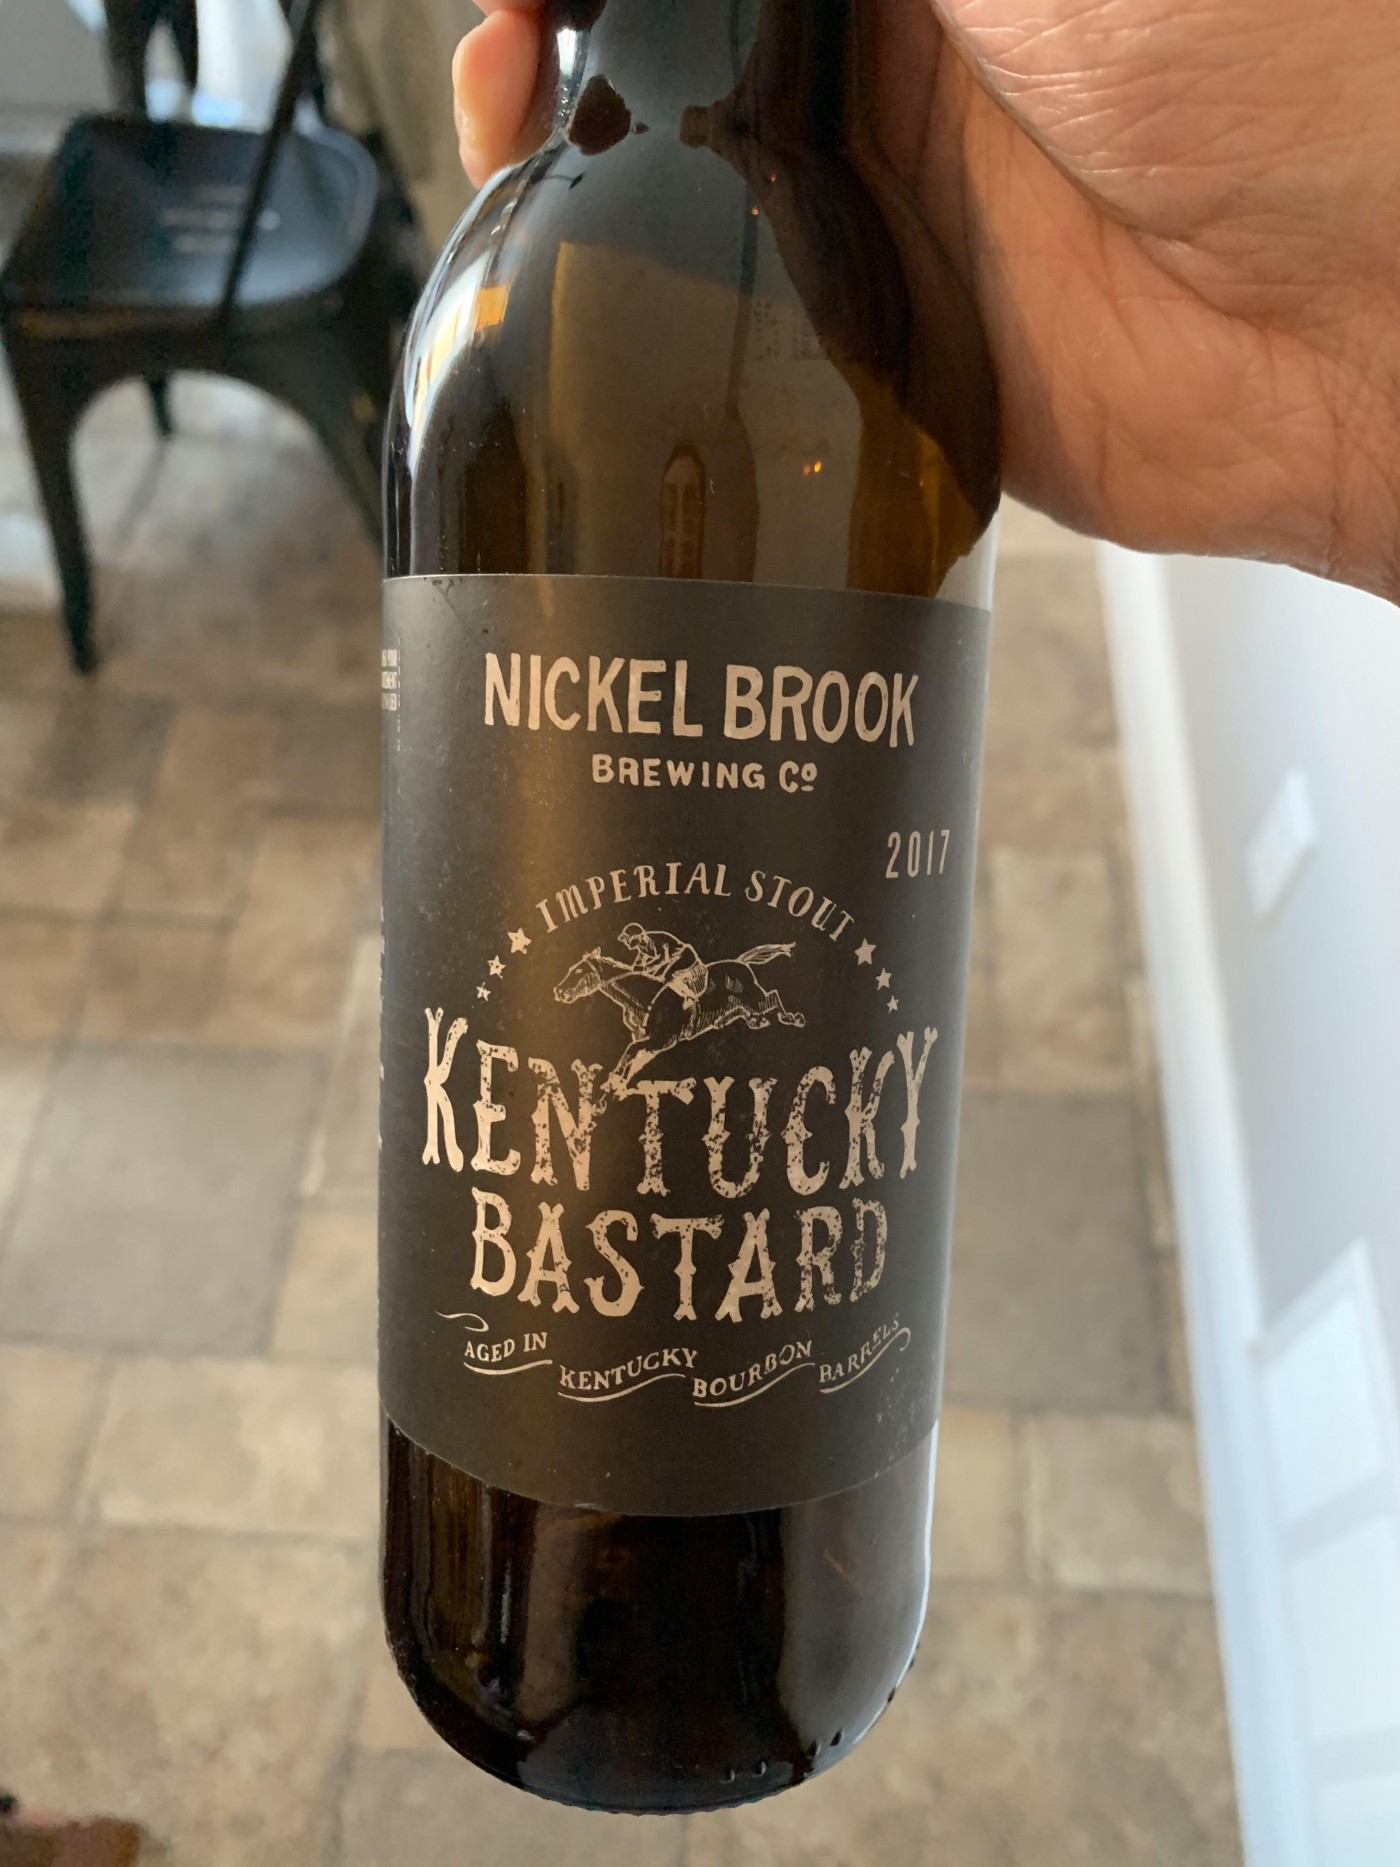 NICKEL BROOK
BREWING Cº
2017
IMPERIAL STOUT
KENTUCKY
BASTARD
AGED IN KENTUCKY BOURBON BARRELS